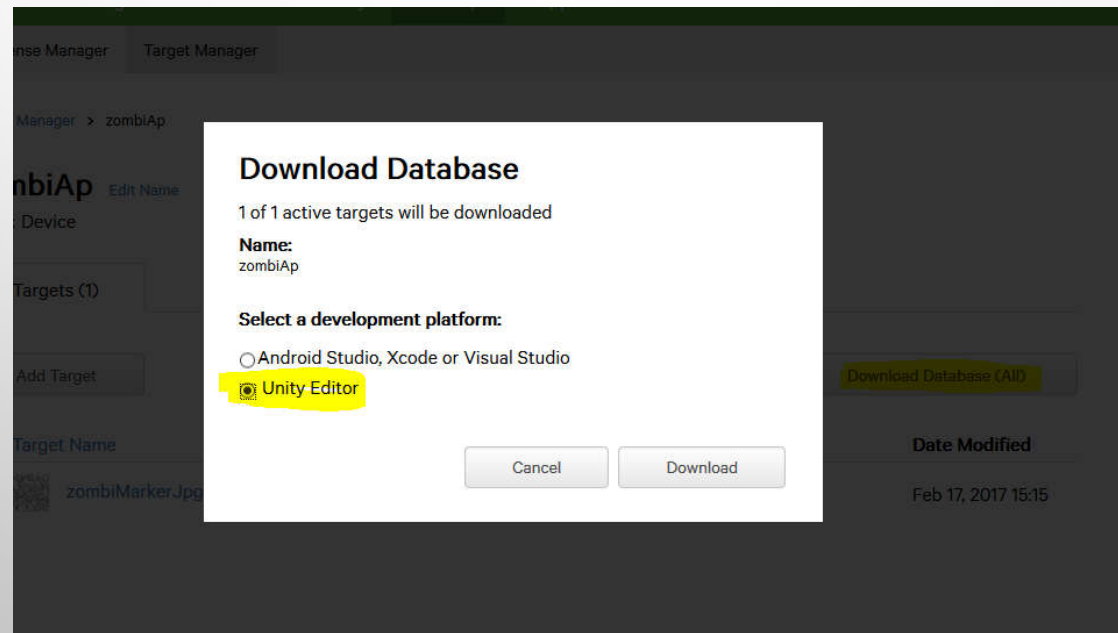 nse Manager Target Manager
Manager > zombiAp
mbiAp Edit Name
: Device
Targets (1)
Add Target
Download Database (All)
Target Name
Date Modified
zombiMarkerJpg
Feb 17, 2017 15:15
Download Database
1 of 1 active targets will be downloaded
Name:
zombiAp
Select a development platform:
Android Studio, Xcode or Visual Studio
Unity Editor
Cancel Download